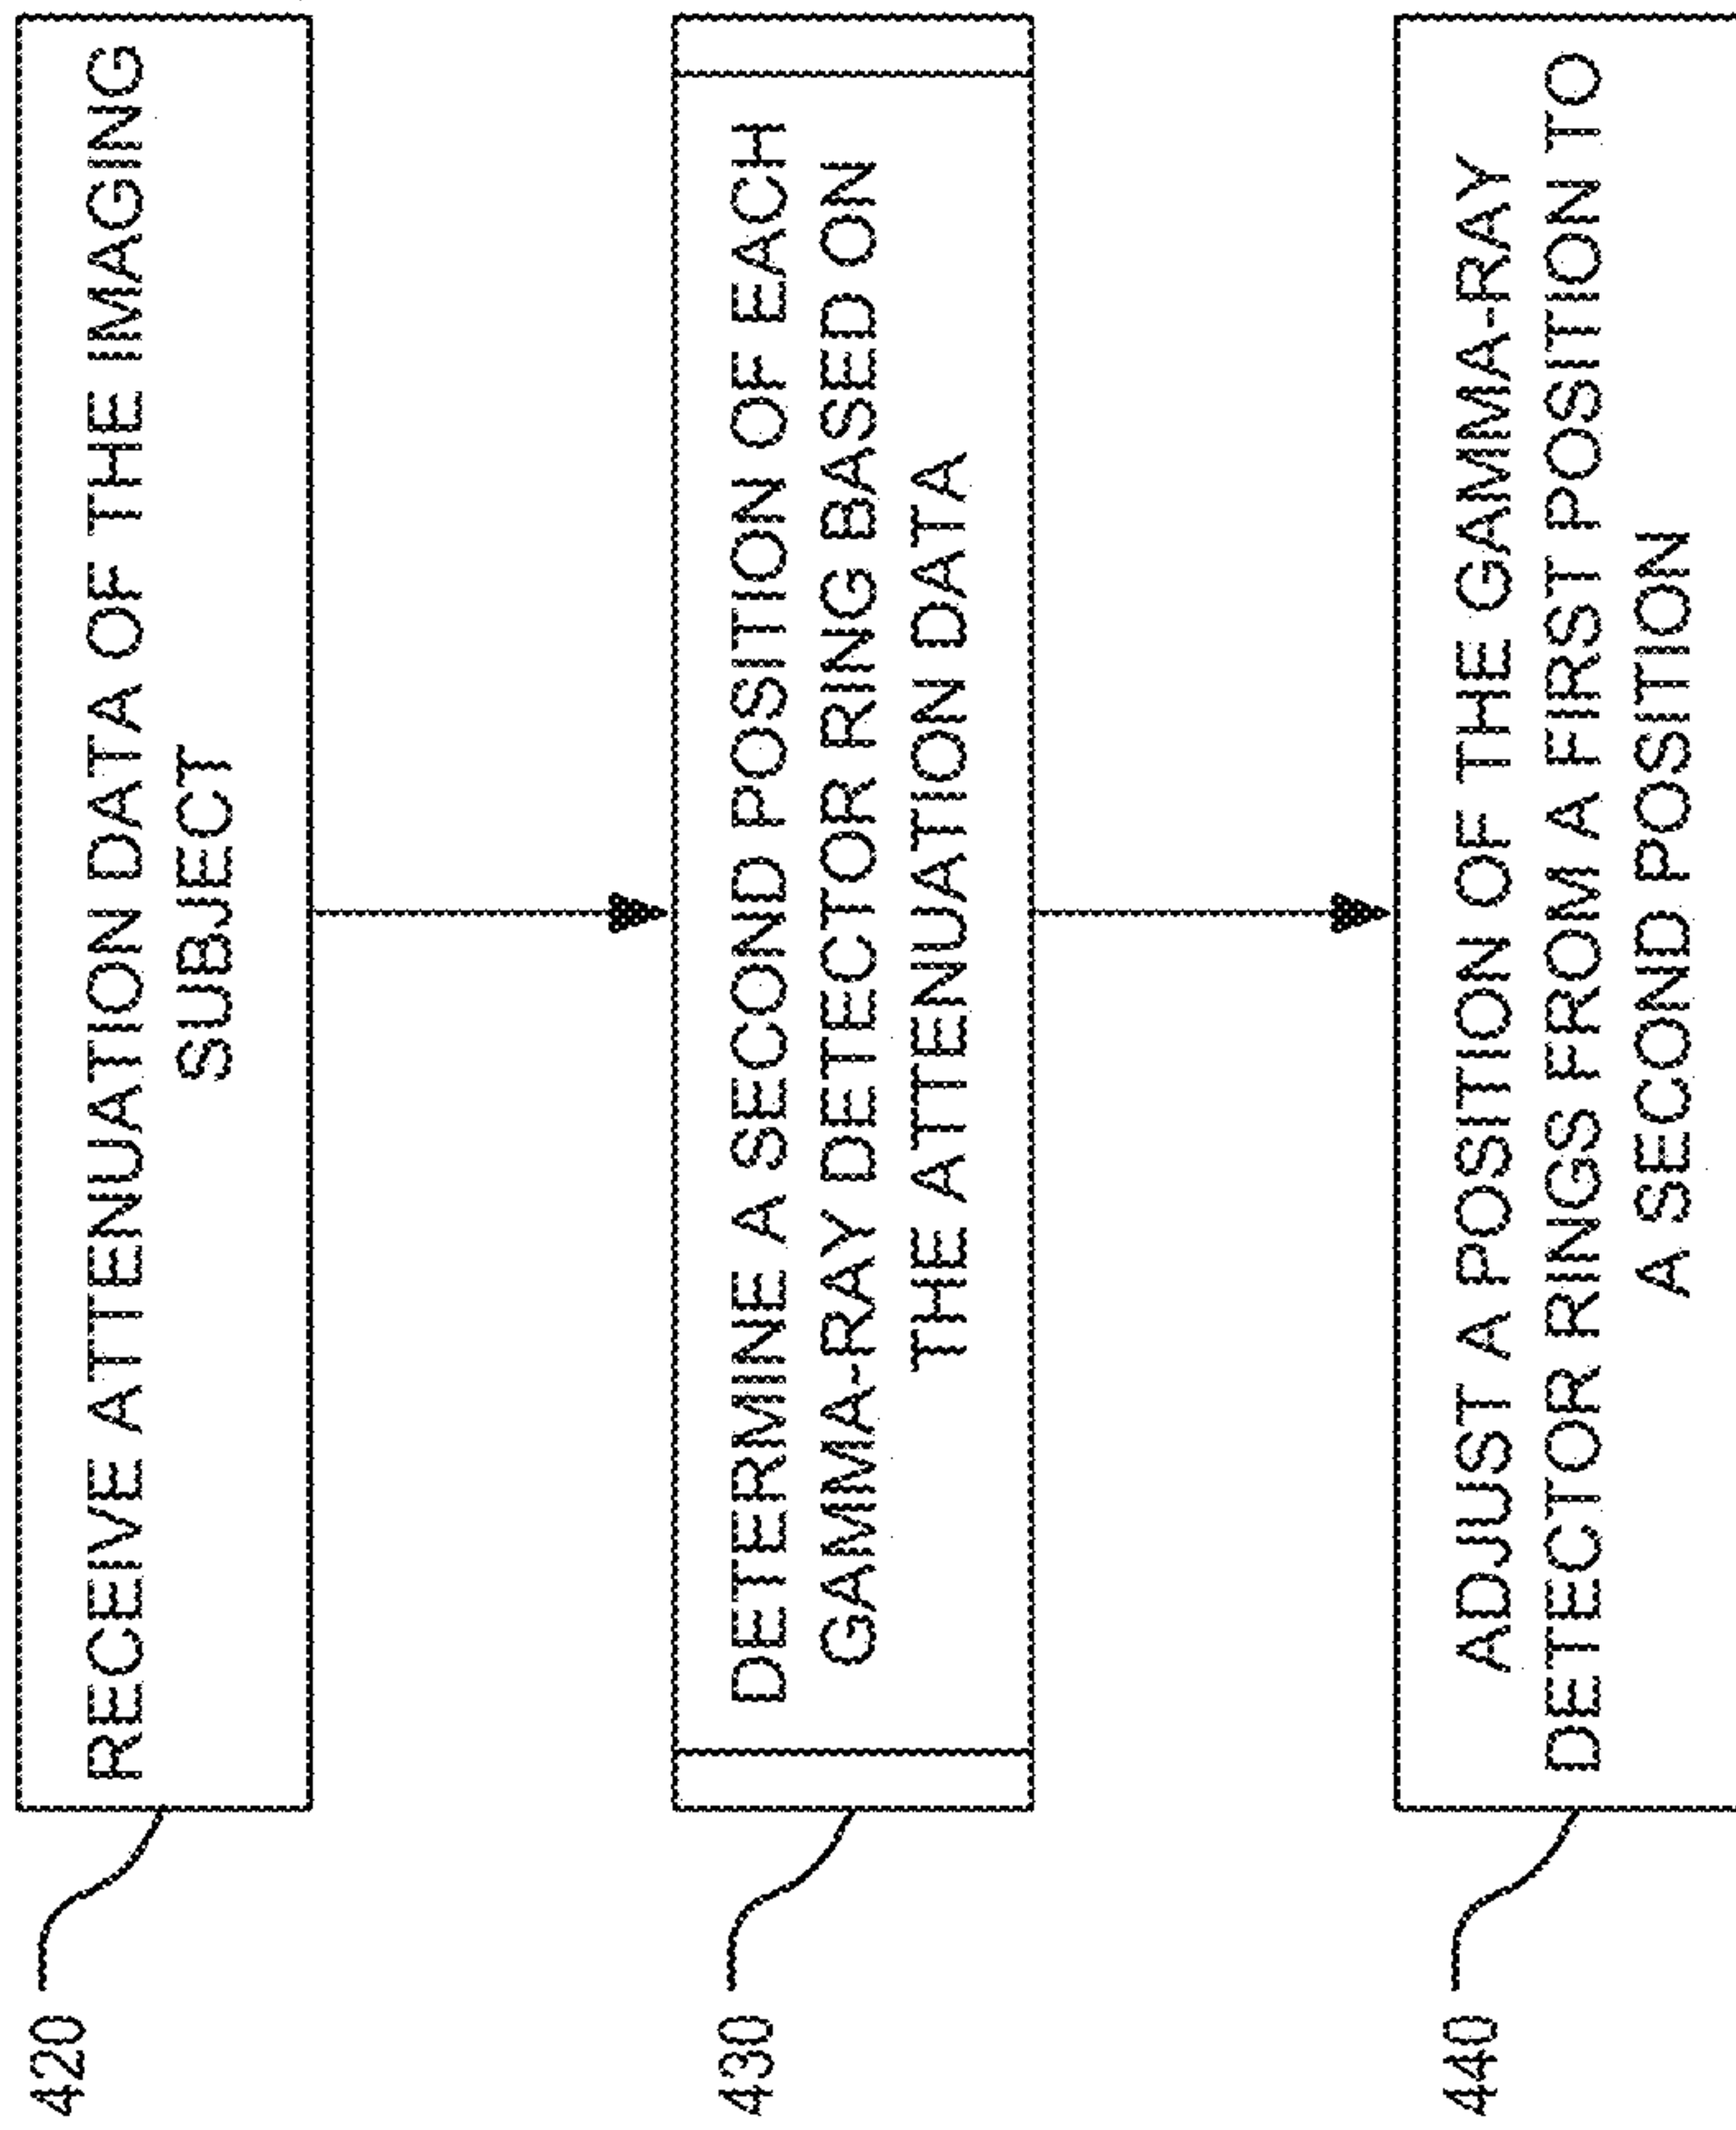 420
RECEIVE ATTENUATION DATA OF THE IMAGING
SUBJECT
430
DETERMINE A SECOND POSITION OF EACH
GAMMA-RAY DETECTOR RING BASED ON
THE ATTENUATION DATA
440
ADJUST A POSITION OF THE GAMMA-RAY
DETECTOR RINGS FROM A FIRST POSITION TO
A SECOND POSITION